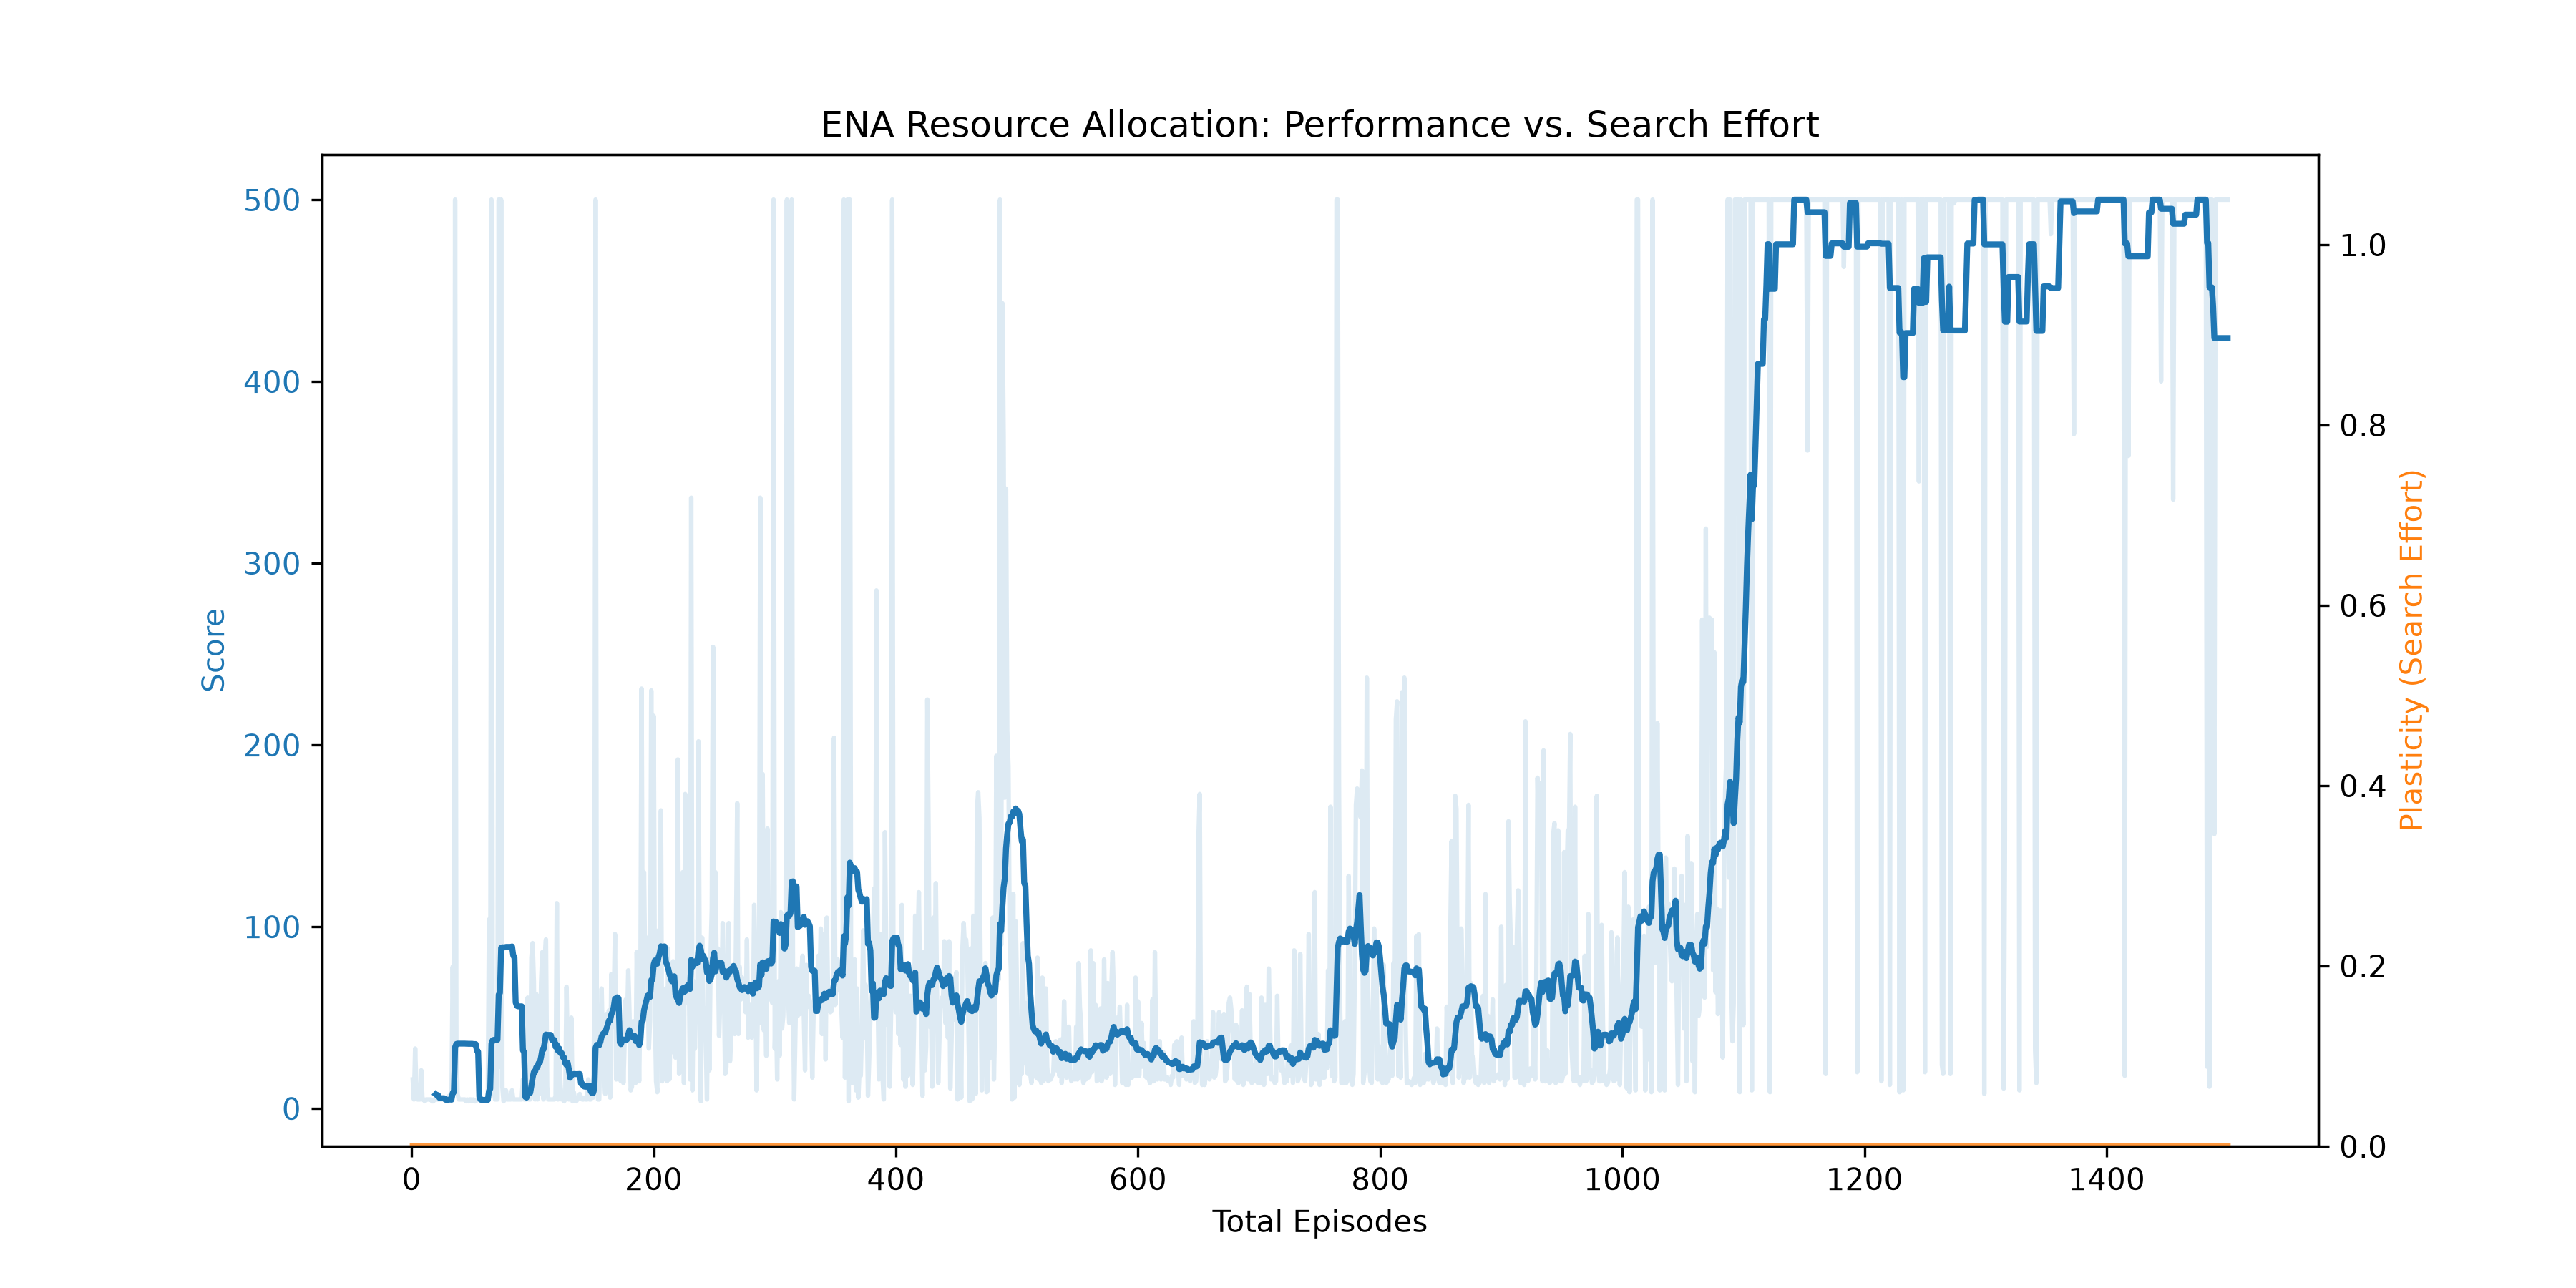 ENA Resource Allocation: Performance vs. Search Effort
500
400
300
200
100
0
Score
1.0
0.8
0.6
0.4
0.2
0.0
Plasticity (Search Effort)
0 200 400 600 800 1000 1200 1400
Total Episodes